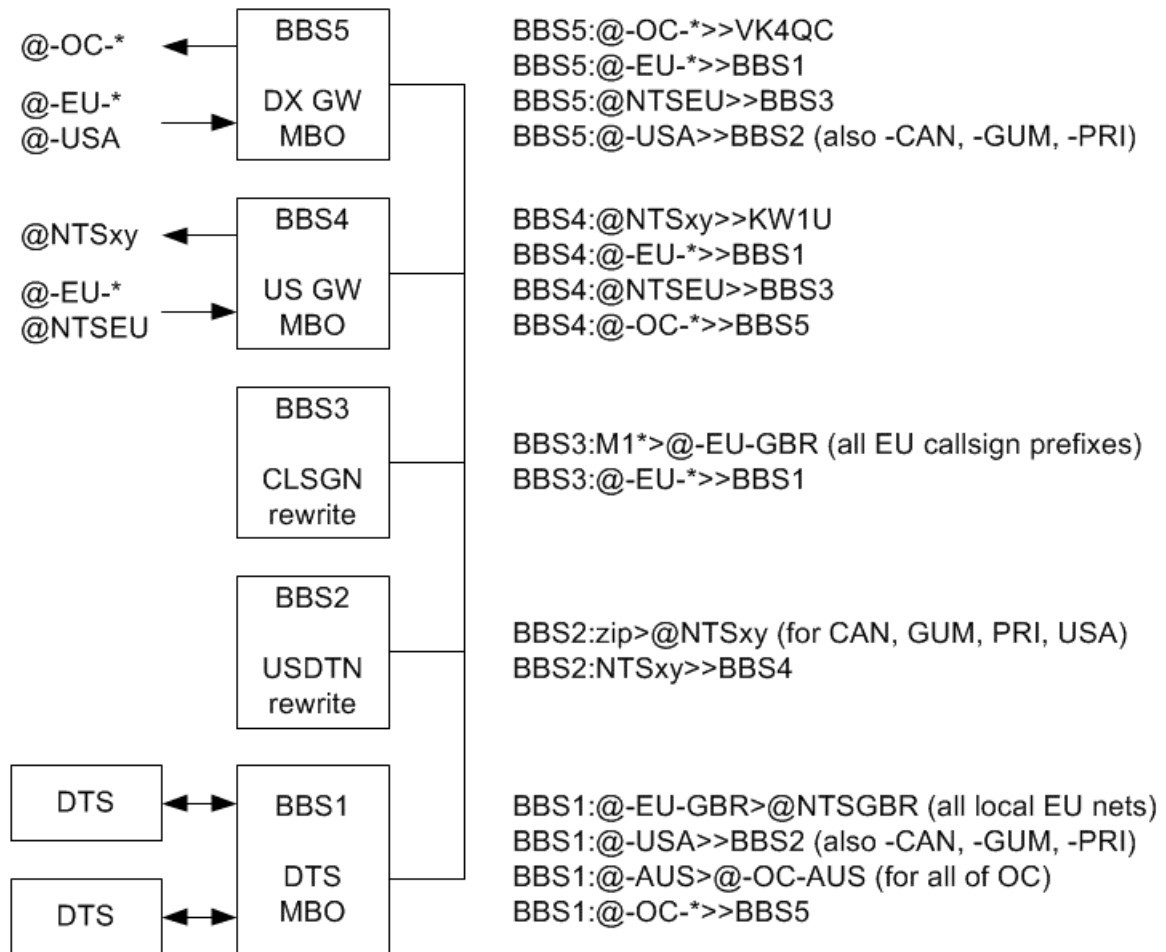 @-OC-*
@-EU-*
@-USA
BBS5
DX GW
MBO
BBS5:@-OC-*>>VK4QC
BBS5:@-EU-*>>BBS1
BBS5:@NTSEU>>BBS3
BBS5:@-USA>>BBS2 (also -CAN, -GUM, -PRI)
@NTSxy
@-EU-*
@NTSEU
BBS4
US GW
MBO
BBS4:@NTSxy>>KW1U
BBS4:@-EU-*>>BBS1
BBS4:@NTSEU>>BBS3
BBS4:@-OC-*>>BBS5
BBS3
CLSGN
rewrite
BBS3:M1*>@-EU-GBR (all EU callsign prefixes)
BBS3:@-EU-*>>BBS1
BBS2
USDTN
rewrite
BBS2:zip>@NTSxy (for CAN, GUM, PRI, USA)
BBS2:NTSxy>>BBS4
DTS
DTS
BBS1
DTS
MBO
BBS1:@-EU-GBR>@NTSGBR (all local EU nets)
BBS1:@-USA>>BBS2 (also -CAN, -GUM, -PRI)
BBS1:@-AUS>@-OC-AUS (for all of OC)
BBS1:@-OC-*>>BBS5